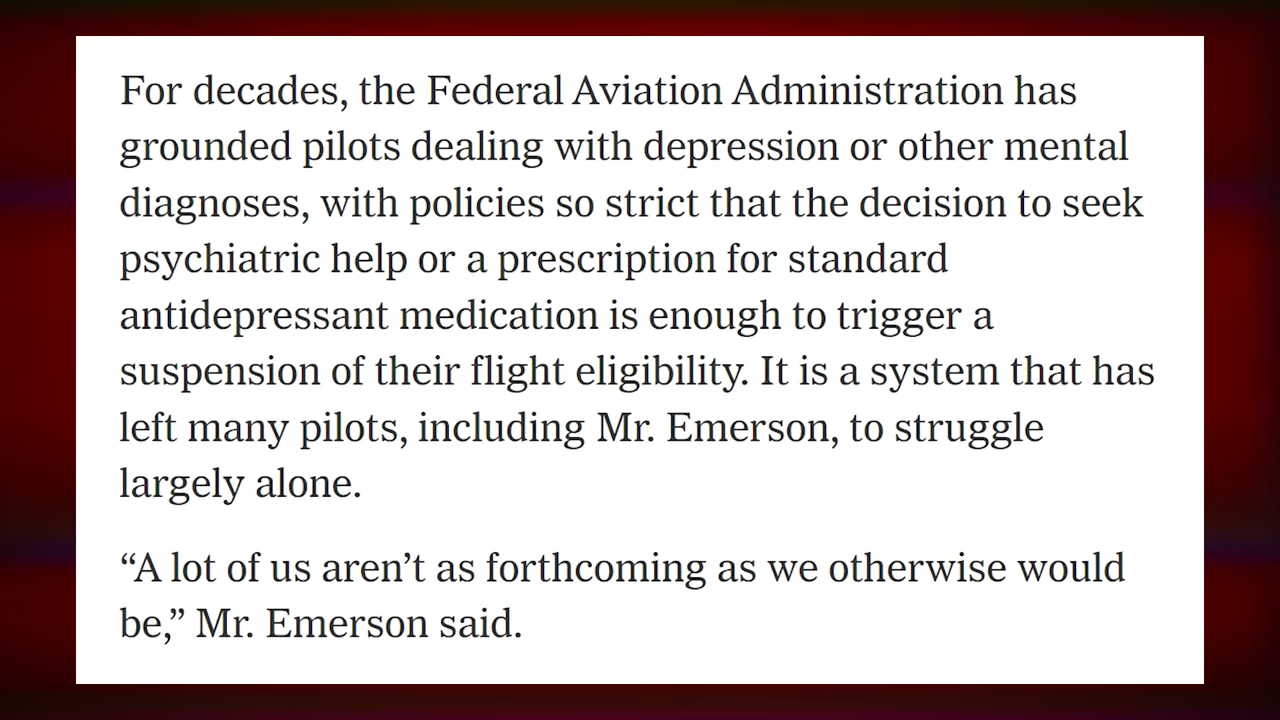 For decades, the Federal Aviation Administration has
grounded pilots dealing with depression or other mental
diagnoses, with policies so strict that the decision to seek
psychiatric help or a prescription for standard
antidepressant medication is enough to trigger a
suspension of their flight eligibility. It is a system that has
left many pilots, including Mr. Emerson, to struggle
largely alone.
“A lot of us aren’t as forthcoming as we otherwise would
be,” Mr. Emerson said.